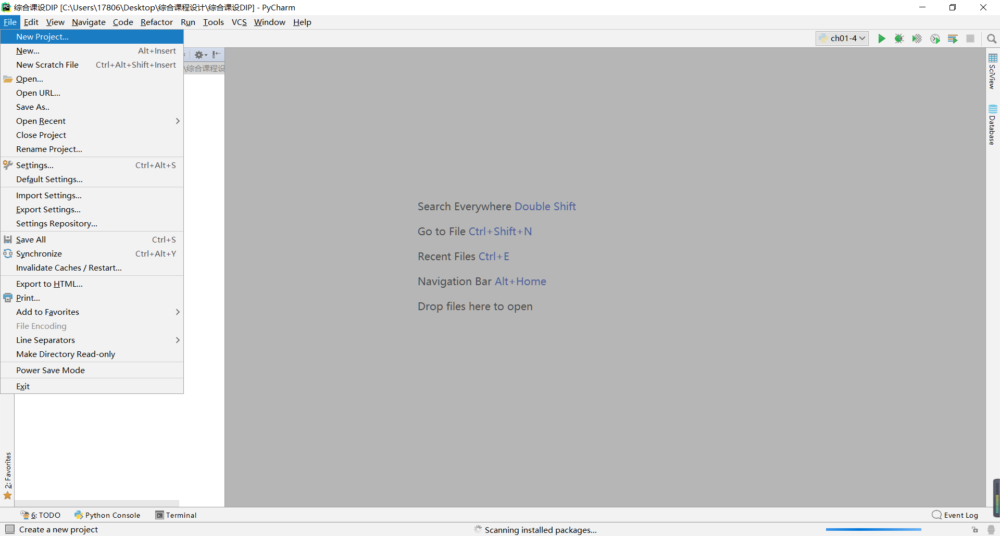 综合课设DIP [C:\Users\17806\Desktop\综合课程设计\综合课设DIP] - PyCharm
File Edit View Navigate Code Refactor Run Tools VCS Window Help
New Project...
ch01-4
New... Alt+Insert
New Scratch File Ctrl+Alt+Shift+Insert
\综合课程设
Open...
Open URL...
Save As..
Open Recent
Close Project
Rename Project...
Settings... Ctrl+Alt+S
Default Settings...
Import Settings...
Export Settings...
Settings Repository...
Save All Ctrl+S
Synchronize Ctrl+Alt+Y
Invalidate Caches / Restart...
Export to HTML...
Print...
Add to Favorites
File Encoding
Line Separators
Make Directory Read-only
Power Save Mode
Exit
Search Everywhere Double Shift
Go to File Ctrl+Shift+N
Recent Files Ctrl+E
Navigation Bar Alt+Home
Drop files here to open
SciView
Database
2: Favorites
6: TODO
Python Console
Terminal
Event Log
Create a new project
Scanning installed packages...